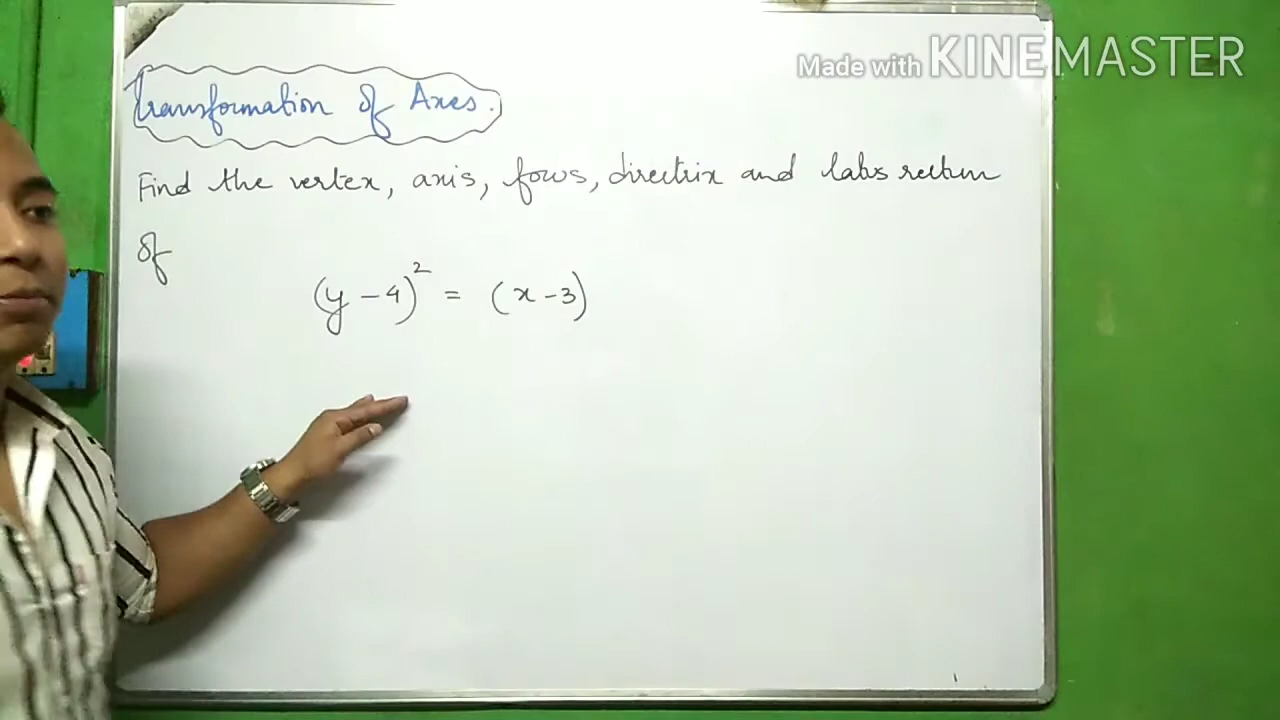 Made with KINEMASTER
Transformation of Axes.
Find the vertex, axis, focus, directrix and latus rectum
of
(y - 4)² = (x - 3)